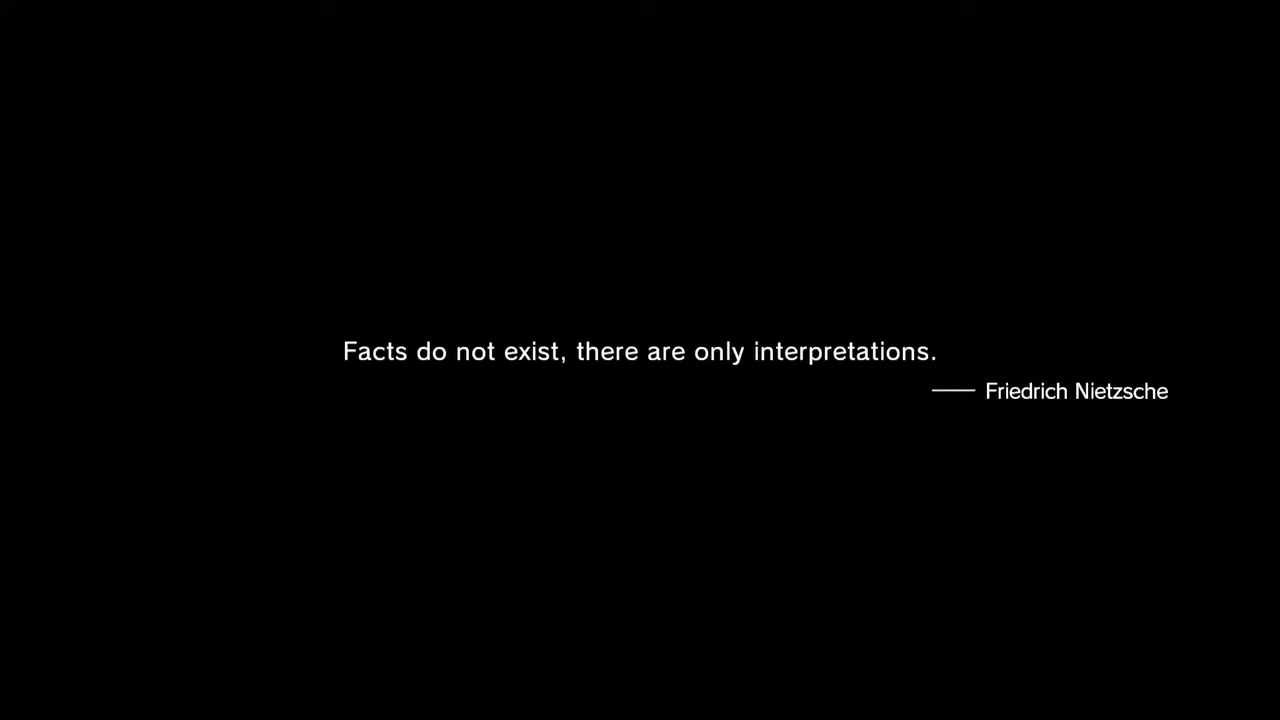 Facts do not exist, there are only interpretations.
—— Friedrich Nietzsche